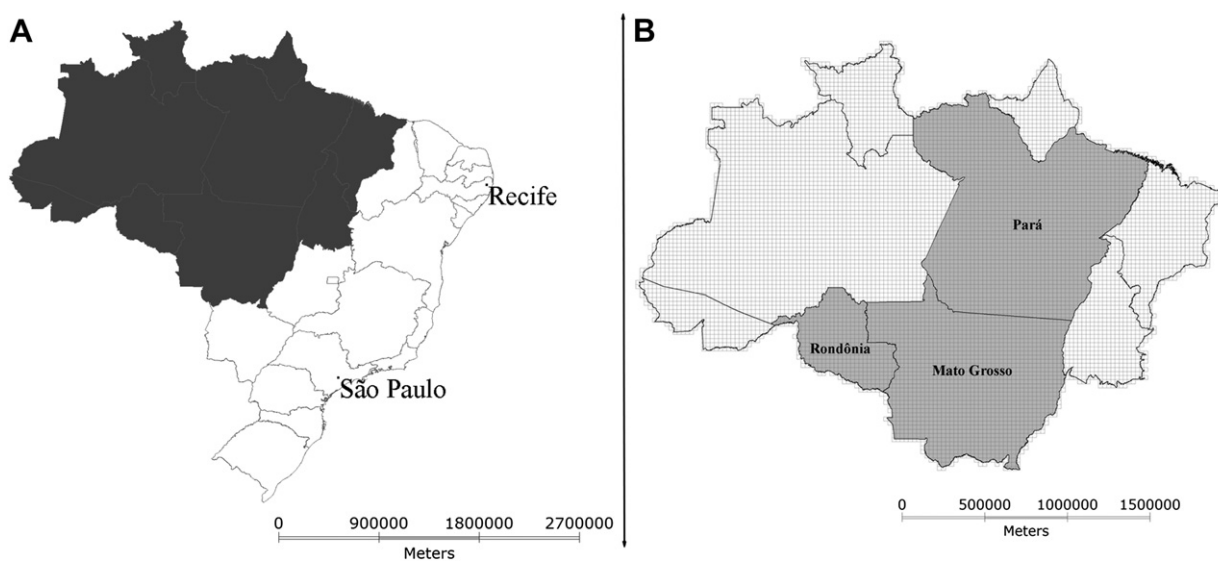 A
Recife
São Paulo
0 900000 1800000 2700000
Meters
B
Pará
Rondônia
Mato Grosso
0 500000 1000000 1500000
Meters